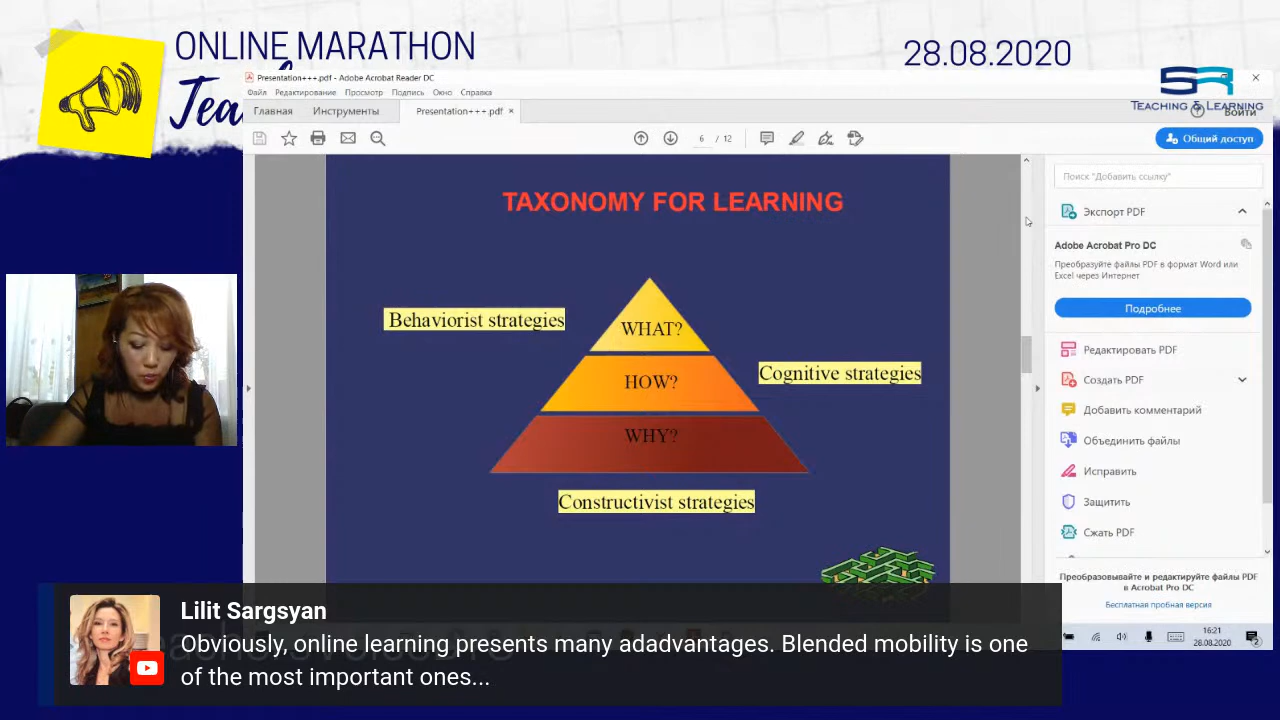 ONLINE MARATHON
28.08.2020
Tea
Presentation+++.pdf - Adobe Acrobat Reader DC
Файл Редактирование Просмотр Подпись Окно Справка
TEACHING & LEARNING
Главная Инструменты Presentation+++.pdf ×
Войти
6 / 12
Общий доступ
TAXONOMY FOR LEARNING
Behaviorist strategies
WHAT?
Cognitive strategies
HOW?
WHY?
Constructivist strategies
Поиск "Добавить ссылку"
Экспорт PDF
Adobe Acrobat Pro DC
Преобразуйте файлы PDF в формат Word или
Excel через Интернет
Подробнее
Редактировать PDF
Создать PDF
Добавить комментарий
Объединить файлы
Исправить
Защитить
Сжать PDF
Преобразовывайте и редактируйте файлы PDF
в Acrobat Pro DC
Бесплатная пробная версия
16:21
28.08.2020
2
Lilit Sargsyan
Obviously, online learning presents many adadvantages. Blended mobility is one
of the most important ones...